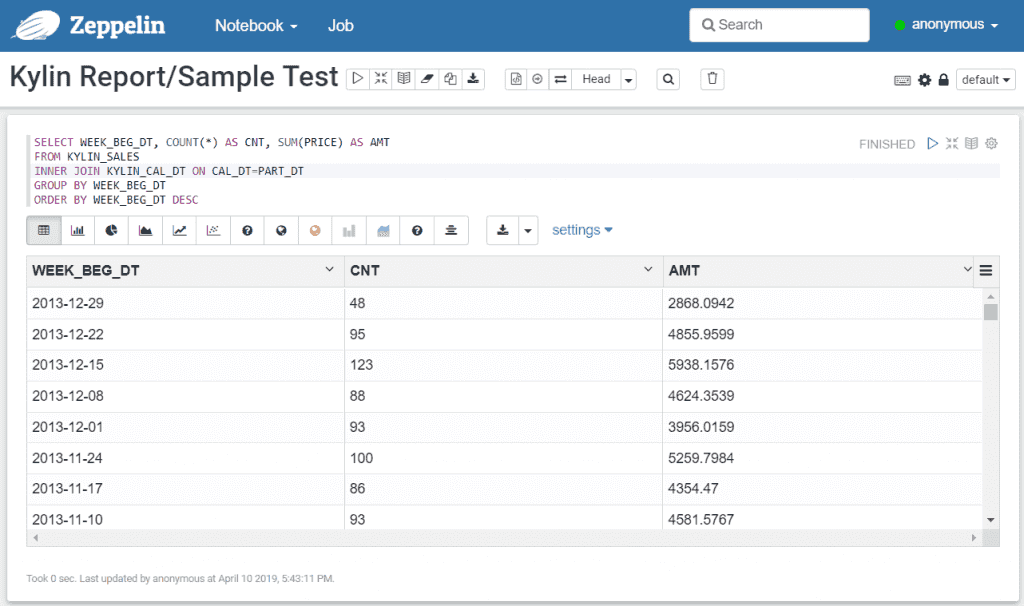 Zeppelin Notebook Job Search anonymous
Kylin Report/Sample Test Head default
SELECT WEEK_BEG_DT, COUNT(*) AS CNT, SUM(PRICE) AS AMT
FINISHED
FROM KYLIN_SALES
INNER JOIN KYLIN_CAL_DT ON CAL_DT=PART_DT
GROUP BY WEEK_BEG_DT
ORDER BY WEEK_BEG_DT DESC
settings
WEEK_BEG_DT CNT AMT
2013-12-29 48 2868.0942
2013-12-22 95 4855.9599
2013-12-15 123 5938.1576
2013-12-08 88 4624.3539
2013-12-01 93 3956.0159
2013-11-24 100 5259.7984
2013-11-17 86 4354.47
2013-11-10 93 4581.5767
Took 0 sec. Last updated by anonymous at April 10 2019, 5:43:11 PM.